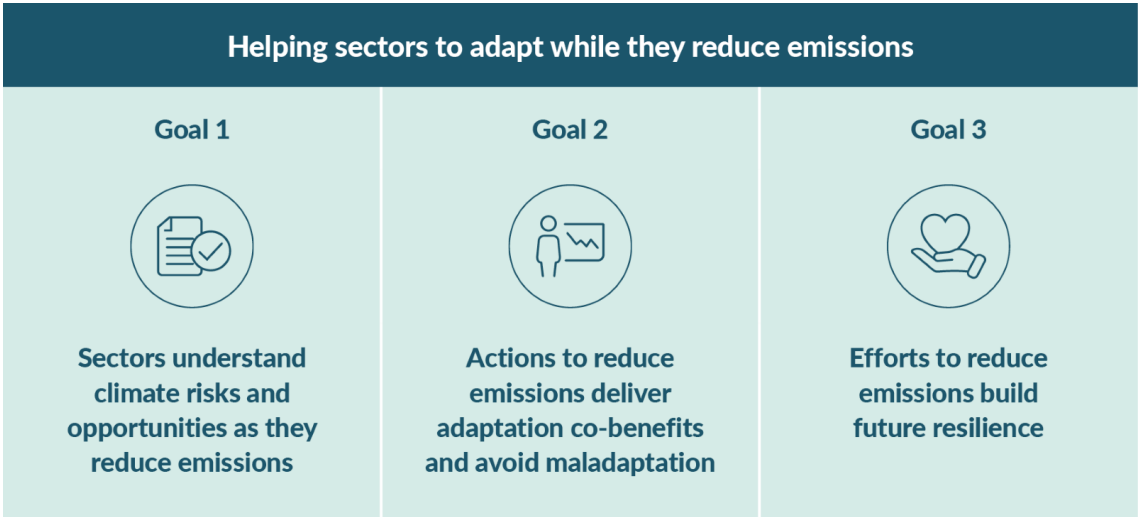 Helping sectors to adapt while they reduce emissions
Goal 1
Sectors understand
climate risks and
opportunities as they
reduce emissions
Goal 2
Actions to reduce
emissions deliver
adaptation co-benefits
and avoid maladaptation
Goal 3
Efforts to reduce
emissions build
future resilience